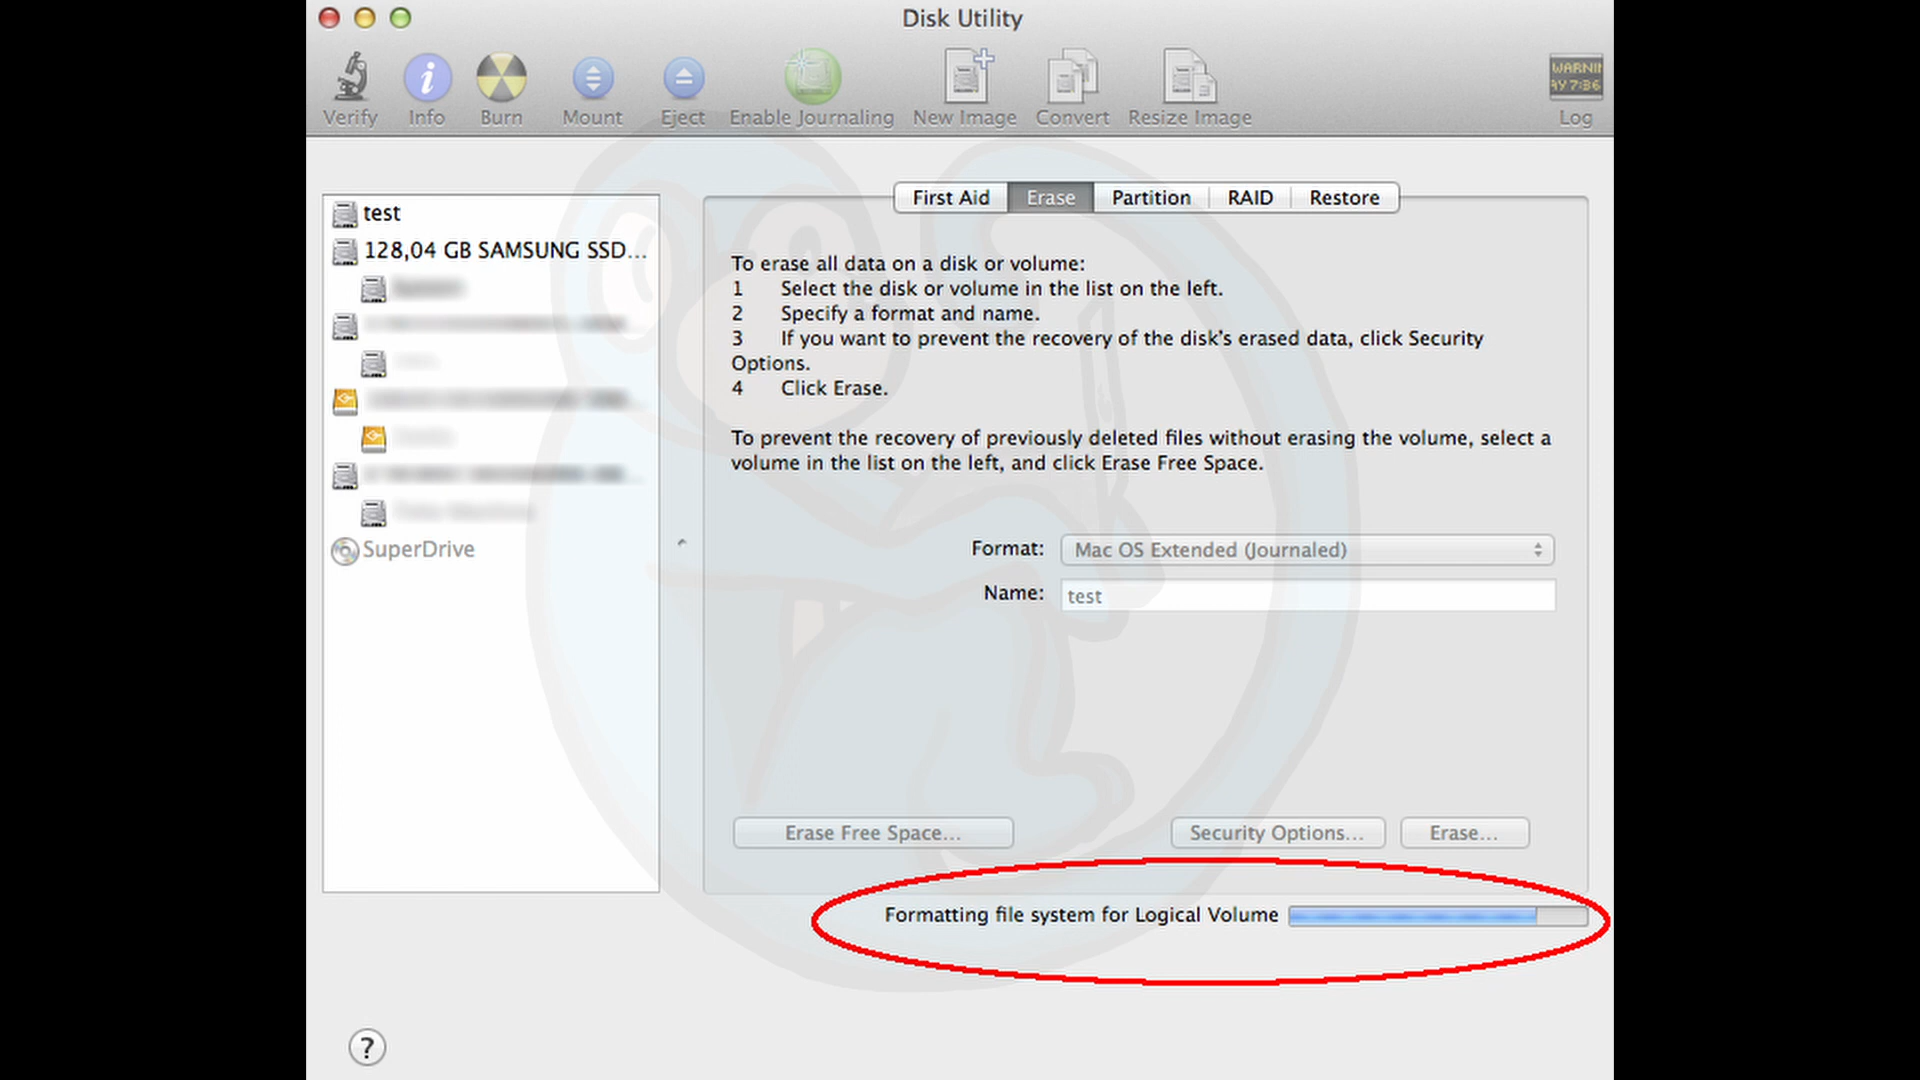 Disk Utility
Verify
Info
Burn
Mount
Eject
Enable Journaling
New Image
Convert
Resize Image
WARNIN
AY 7:36
Log
First Aid
Erase
Partition
RAID
Restore
test
128,04 GB SAMSUNG SSD...
SuperDrive
To erase all data on a disk or volume:
1 Select the disk or volume in the list on the left.
2 Specify a format and name.
3 If you want to prevent the recovery of the disk's erased data, click Security
Options.
4 Click Erase.
To prevent the recovery of previously deleted files without erasing the volume, select a
volume in the list on the left, and click Erase Free Space.
Format: Mac OS Extended (Journaled)
Name: test
Erase Free Space...
Security Options...
Erase...
Formatting file system for Logical Volume
?